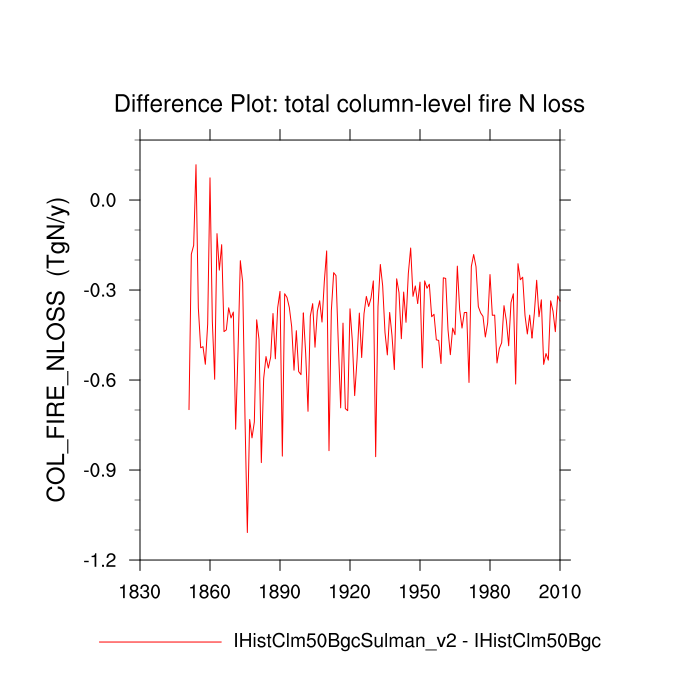 Difference Plot: total column-level fire N loss
COL_FIRE_NLOSS (TgN/y)
0.0
-0.3
-0.6
-0.9
-1.2
1830 1860 1890 1920 1950 1980 2010
IHistClm50BgcSulman_v2 - IHistClm50Bgc